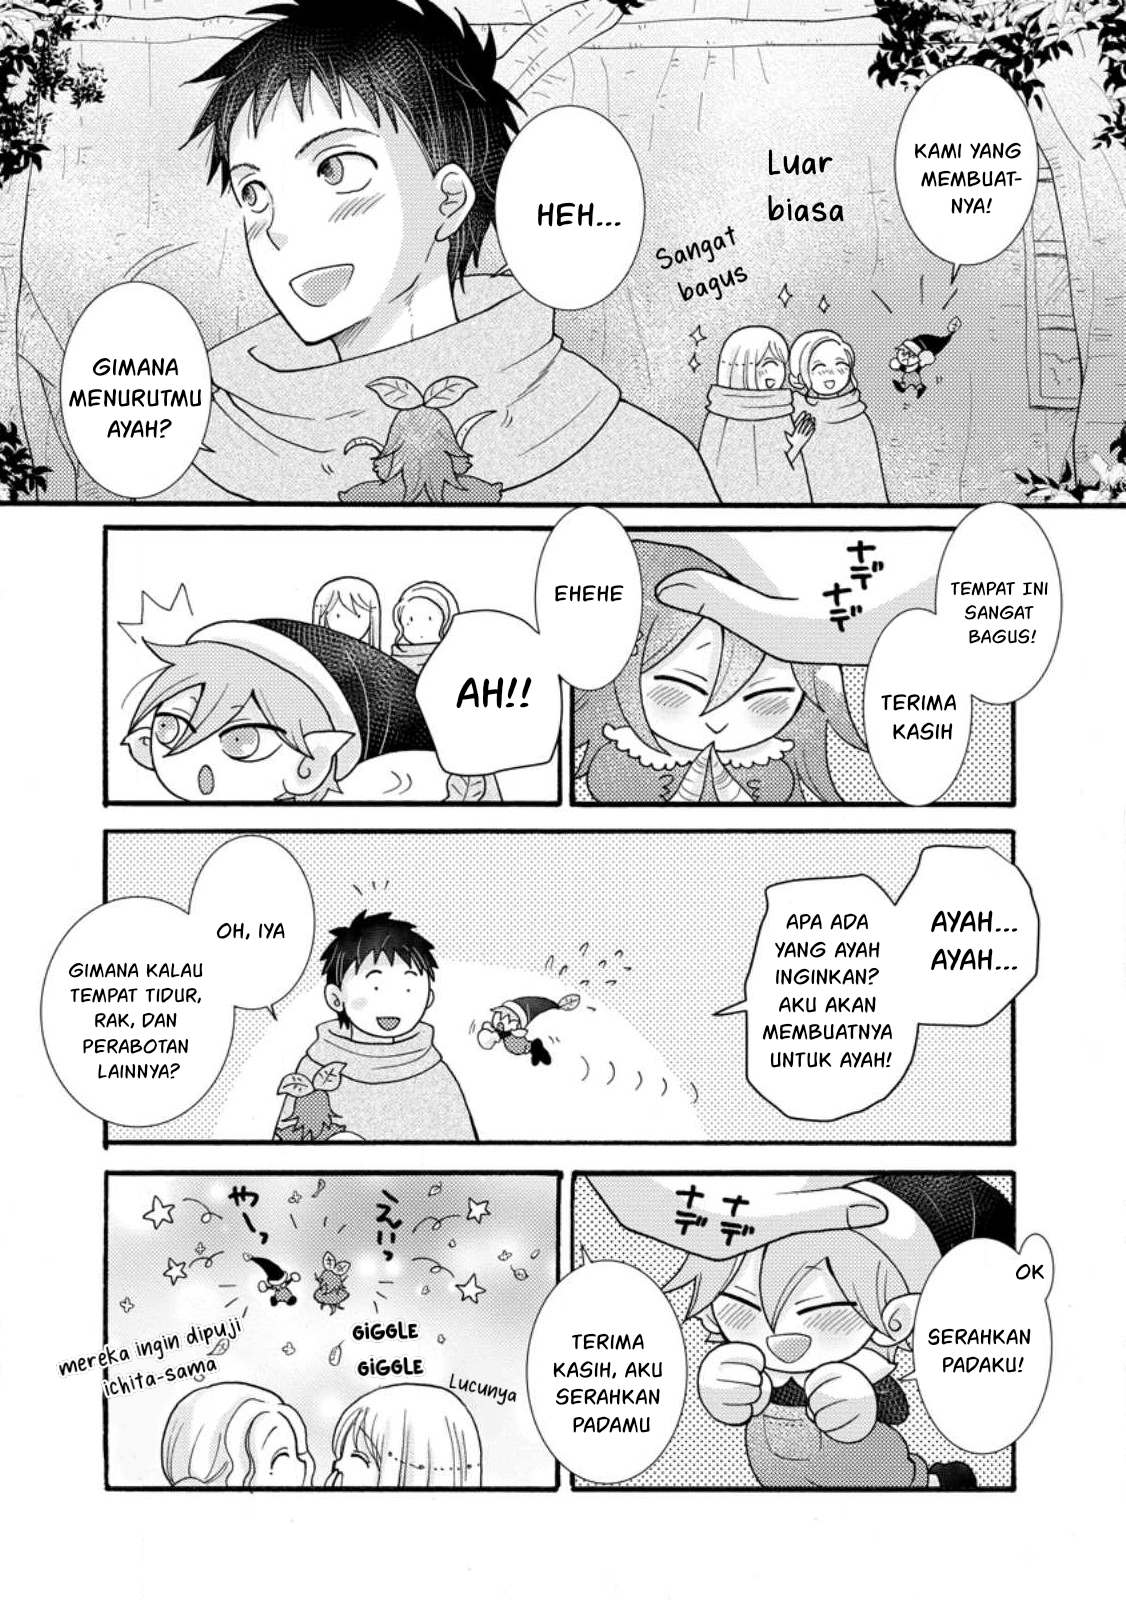 KAMI YANG
MEMBUAT-
NYA!
Luar
biasa
Sangat
bagus
HEH...
GIMANA
MENURUTMU
AYAH?
TEMPAT INI
SANGAT
BAGUS!
TERIMA
KASIH
ナデ
ナデ
EHEHE
AH!!
AYAH...
AYAH...
APA ADA
YANG AYAH
INGINKAN?
AKU AKAN
MEMBUATNYA
UNTUK AYAH!
OH, IYA
GIMANA KALAU
TEMPAT TIDUR,
RAK, DAN
PERABOTAN
LAINNYA?
OK
SERAHKAN
PADAKU!
ナデ
ナデ
TERIMA
KASIH, AKU
SERAHKAN
PADAMU
えいっ
やーっ
GIGGLE
GIGGLE
mereka ingin dipuji
ichita-sama
Lucunya